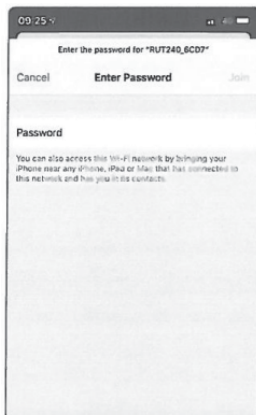 09:25
Enter the password for "RUT240_6CD7"
Cancel Enter Password Join
Password
You can also access this Wi-Fi network by bringing your
iPhone near any iPhone, iPad or Mac that has connected to
this network and has you in its contacts.